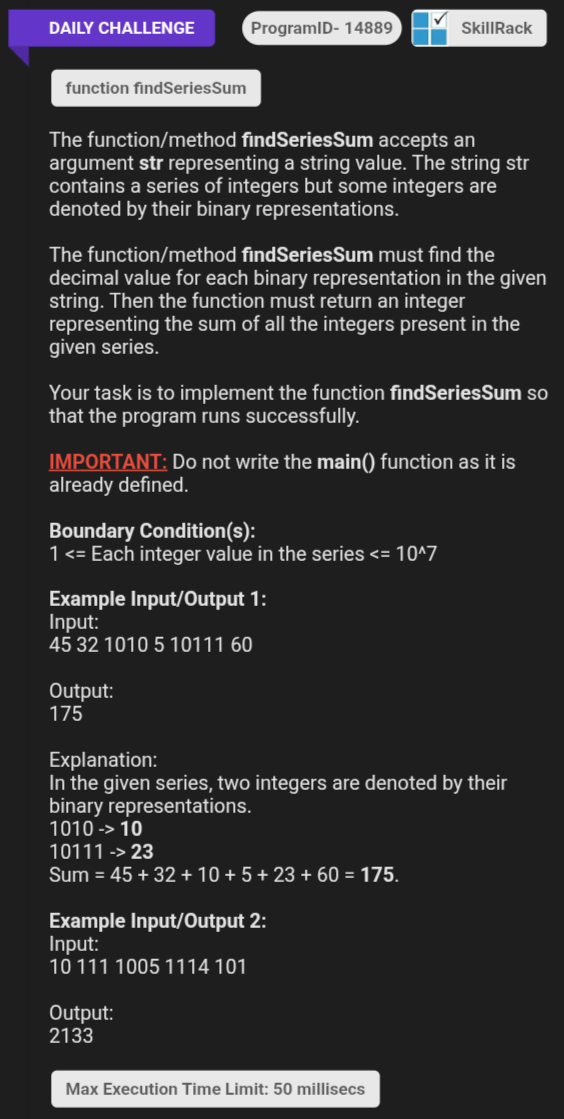 DAILY CHALLENGE
ProgramID- 14889
SkillRack
function findSeriesSum
The function/method findSeriesSum accepts an
argument str representing a string value. The string str
contains a series of integers but some integers are
denoted by their binary representations.
The function/method findSeriesSum must find the
decimal value for each binary representation in the given
string. Then the function must return an integer
representing the sum of all the integers present in the
given series.
Your task is to implement the function findSeriesSum so
that the program runs successfully.
IMPORTANT: Do not write the main() function as it is
already defined.
Boundary Condition(s):
1 <= Each integer value in the series <= 10^7
Example Input/Output 1:
Input:
45 32 1010 5 10111 60
Output:
175
Explanation:
In the given series, two integers are denoted by their
binary representations.
1010 -> 10
10111 -> 23
Sum = 45 + 32 + 10 + 5 + 23 + 60 = 175.
Example Input/Output 2:
Input:
10 111 1005 1114 101
Output:
2133
Max Execution Time Limit: 50 millisecs